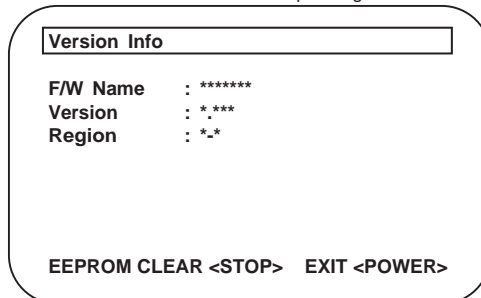 Version Info
F/W Name : *******
Version : *.***
Region : *-*
EEPROM CLEAR <STOP> EXIT <POWER>